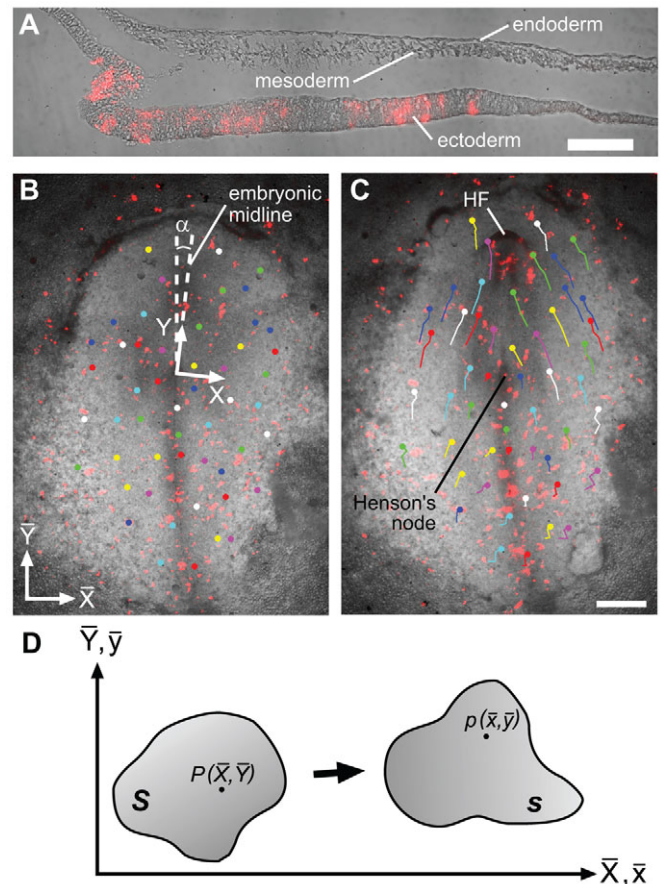 A
endoderm
mesoderm
ectoderm
B
embryonic
midline
α
Y
X
Ȳ
X̄
C
HF
Henson's
node
D
Ȳ,ȳ
P(X̄,Ȳ)
S
p(x̄,ȳ)
s
X̄,x̄